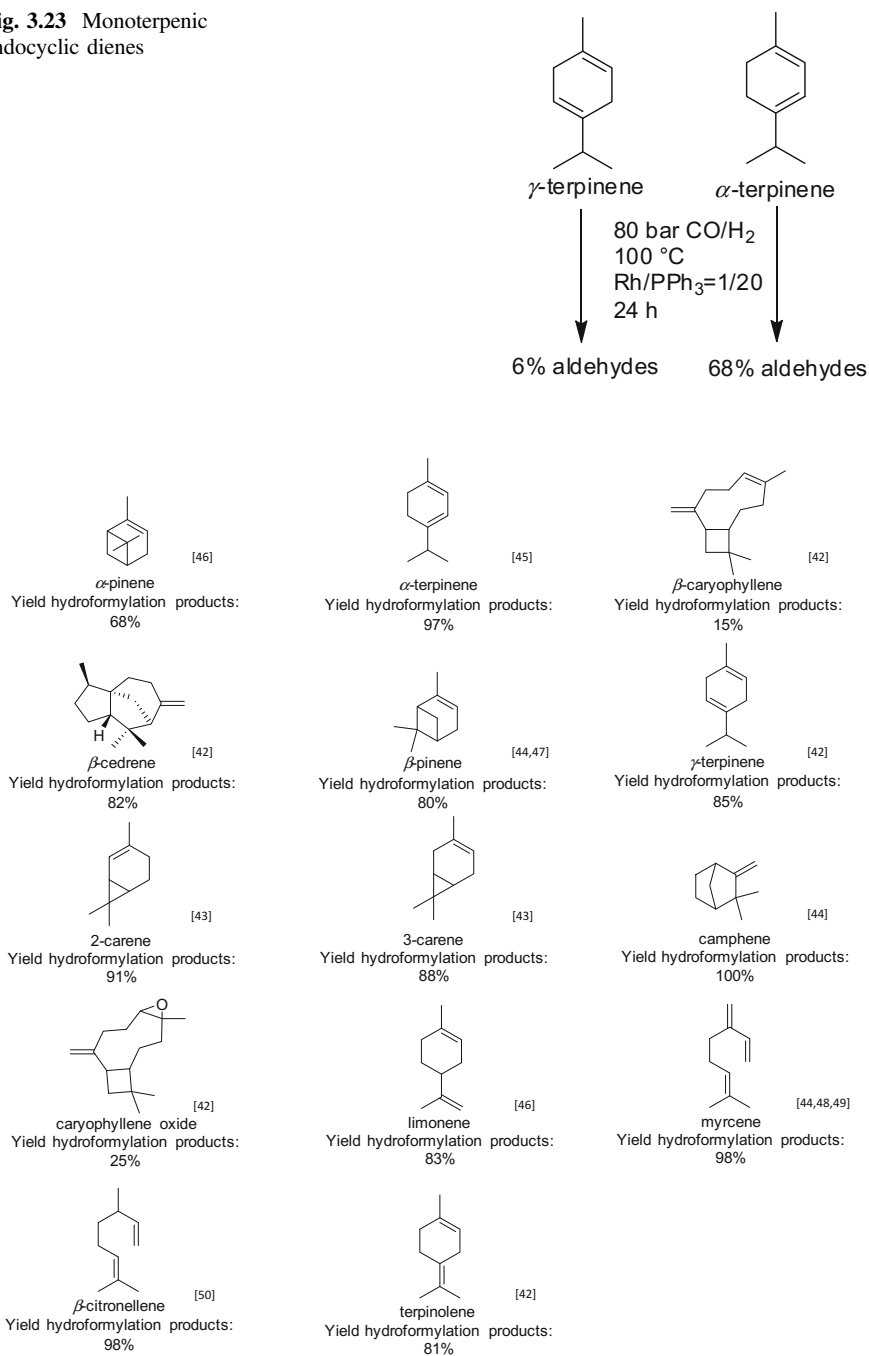 ig. 3.23 Monoterpenic
ndocyclic dienes
γ-terpinene
α-terpinene
80 bar CO/H2
100 °C
Rh/PPh3=1/20
24 h
6% aldehydes
68% aldehydes
[46]
α-pinene
Yield hydroformylation products:
68%
[45]
α-terpinene
Yield hydroformylation products:
97%
[42]
β-caryophyllene
Yield hydroformylation products:
15%
H
[42]
β-cedrene
Yield hydroformylation products:
82%
[44,47]
β-pinene
Yield hydroformylation products:
80%
[42]
γ-terpinene
Yield hydroformylation products:
85%
[43]
2-carene
Yield hydroformylation products:
91%
[43]
3-carene
Yield hydroformylation products:
88%
[44]
camphene
Yield hydroformylation products:
100%
O
[42]
caryophyllene oxide
Yield hydroformylation products:
25%
[46]
limonene
Yield hydroformylation products:
83%
[44,48,49]
myrcene
Yield hydroformylation products:
98%
[50]
β-citronellene
Yield hydroformylation products:
98%
[42]
terpinolene
Yield hydroformylation products:
81%